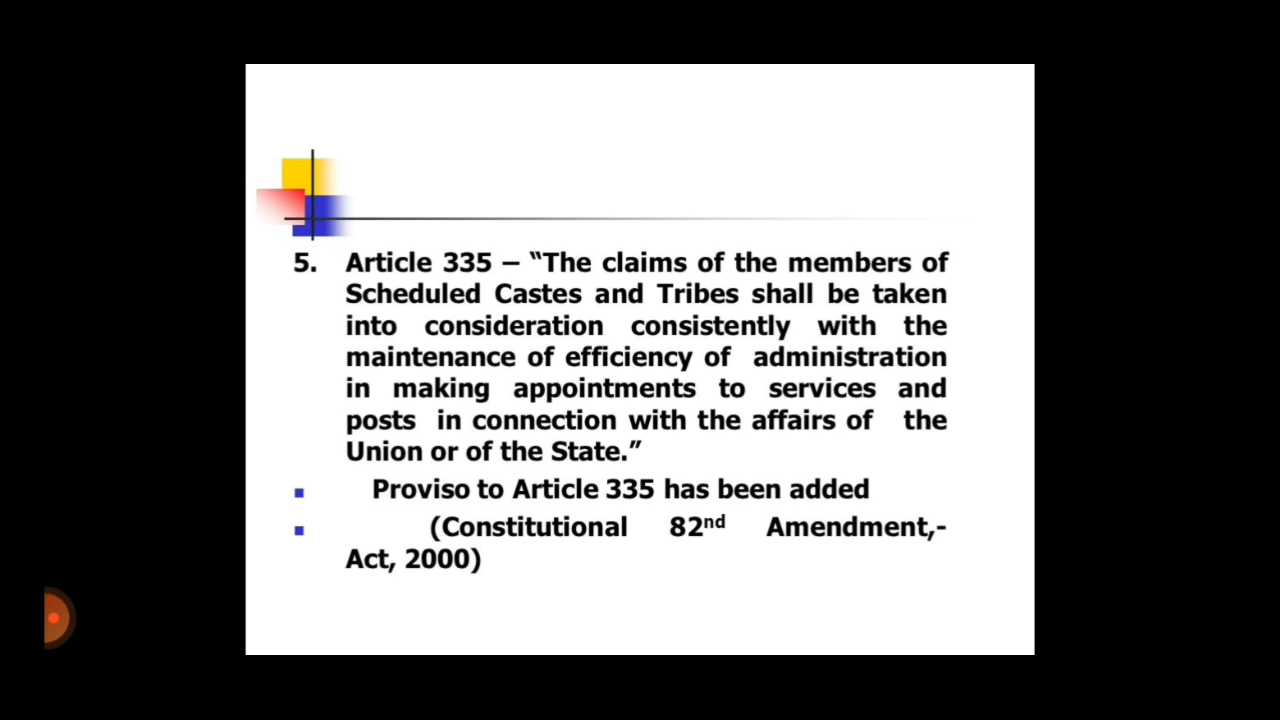 5. Article 335 – “The claims of the members of
Scheduled Castes and Tribes shall be taken
into consideration consistently with the
maintenance of efficiency of administration
in making appointments to services and
posts in connection with the affairs of the
Union or of the State.”
Proviso to Article 335 has been added
(Constitutional 82nd Amendment,-
Act, 2000)